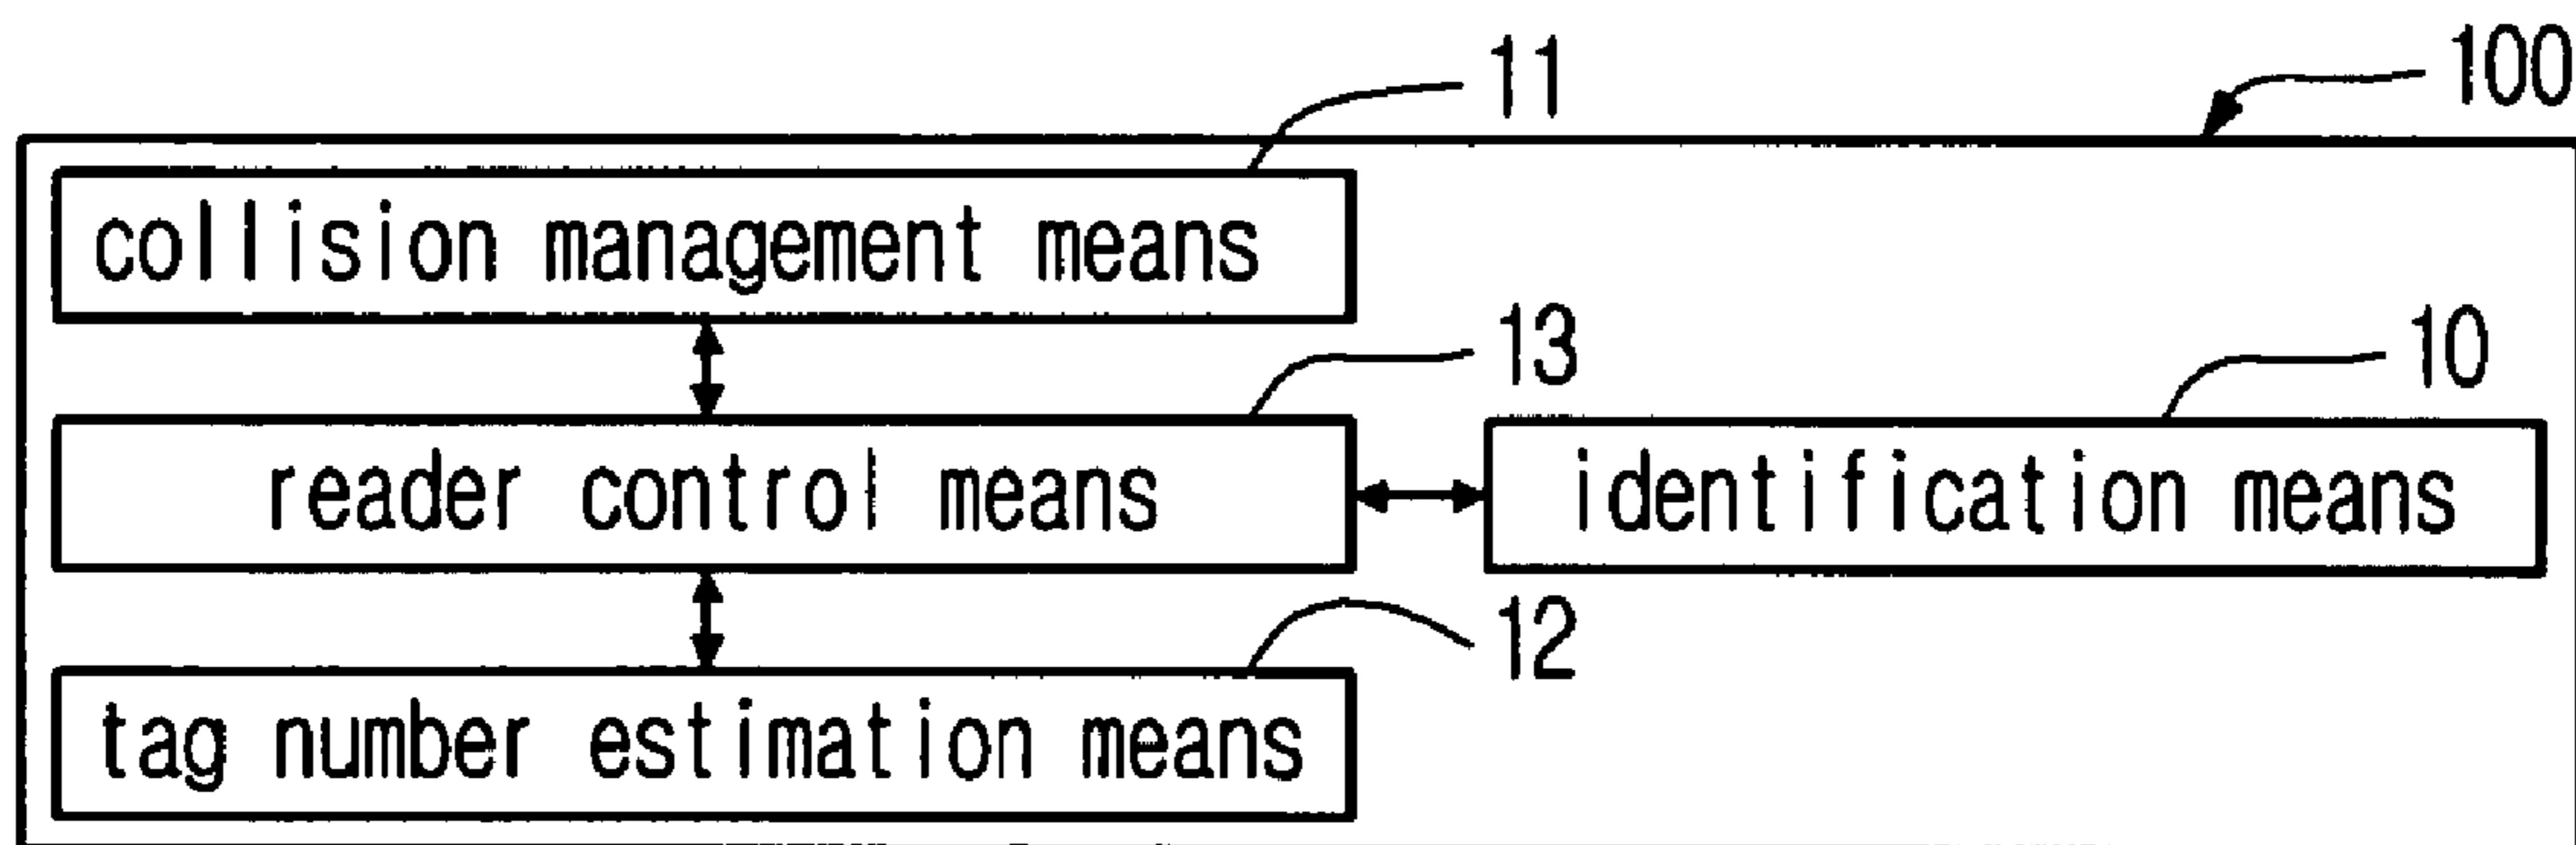 11
100
collision management means
13
10
reader control means
identification means
12
tag number estimation means